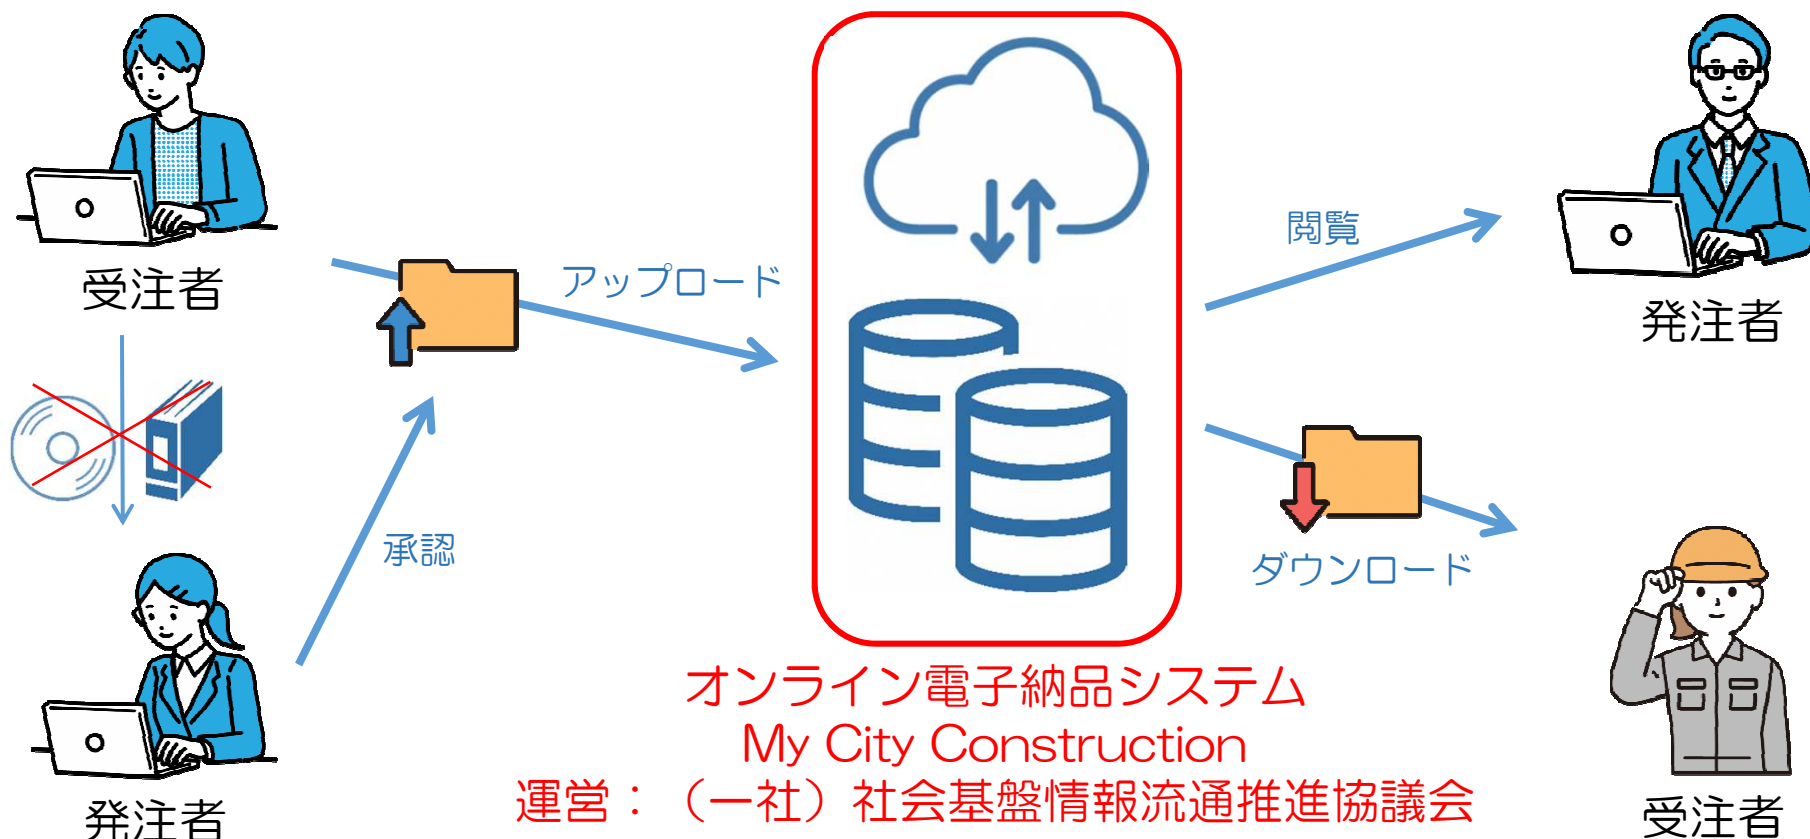 受注者
アップロード
閲覧
発注者
承認
ダウンロード
発注者
オンライン電子納品システム
My City Construction
運営：（一社）社会基盤情報流通推進協議会
受注者